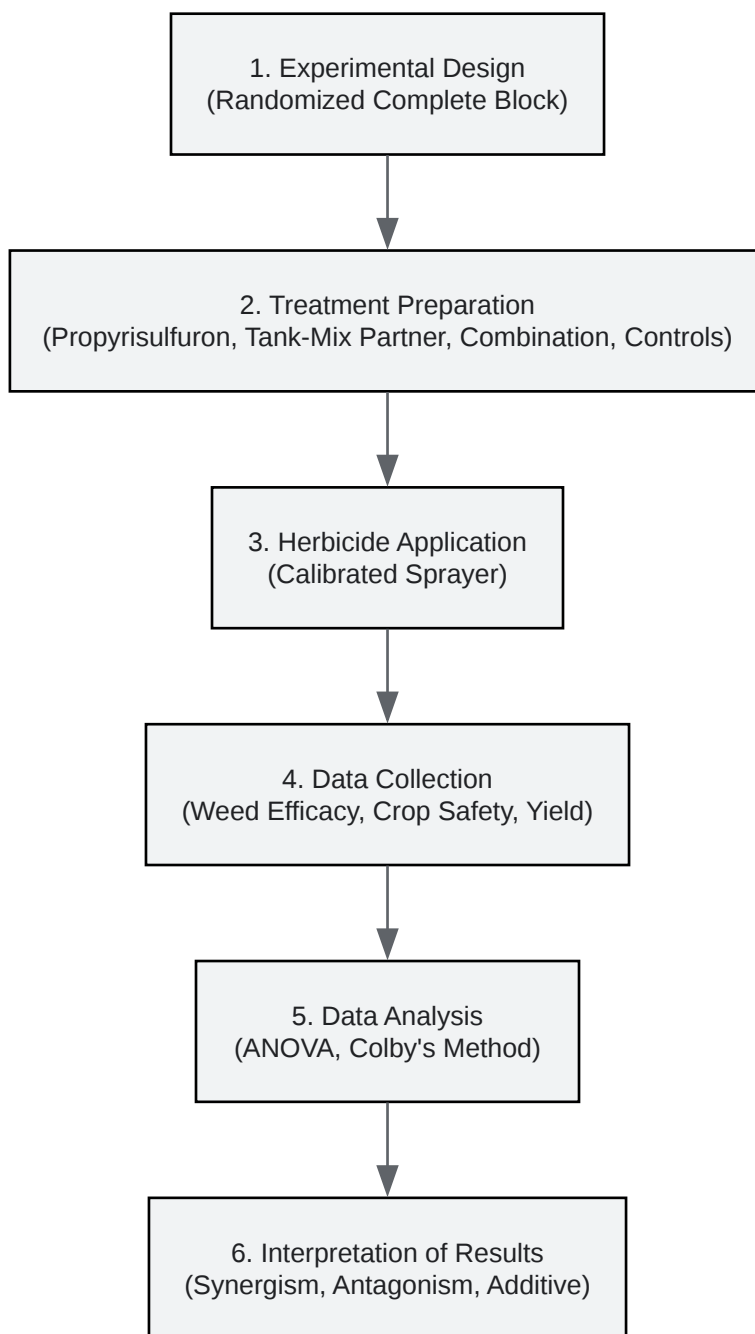 1. Experimental Design
(Randomized Complete Block)
2. Treatment Preparation
(Propyrisulfuron, Tank-Mix Partner, Combination, Controls)
3. Herbicide Application
(Calibrated Sprayer)
4. Data Collection
(Weed Efficacy, Crop Safety, Yield)
5. Data Analysis
(ANOVA, Colby's Method)
6. Interpretation of Results
(Synergism, Antagonism, Additive)